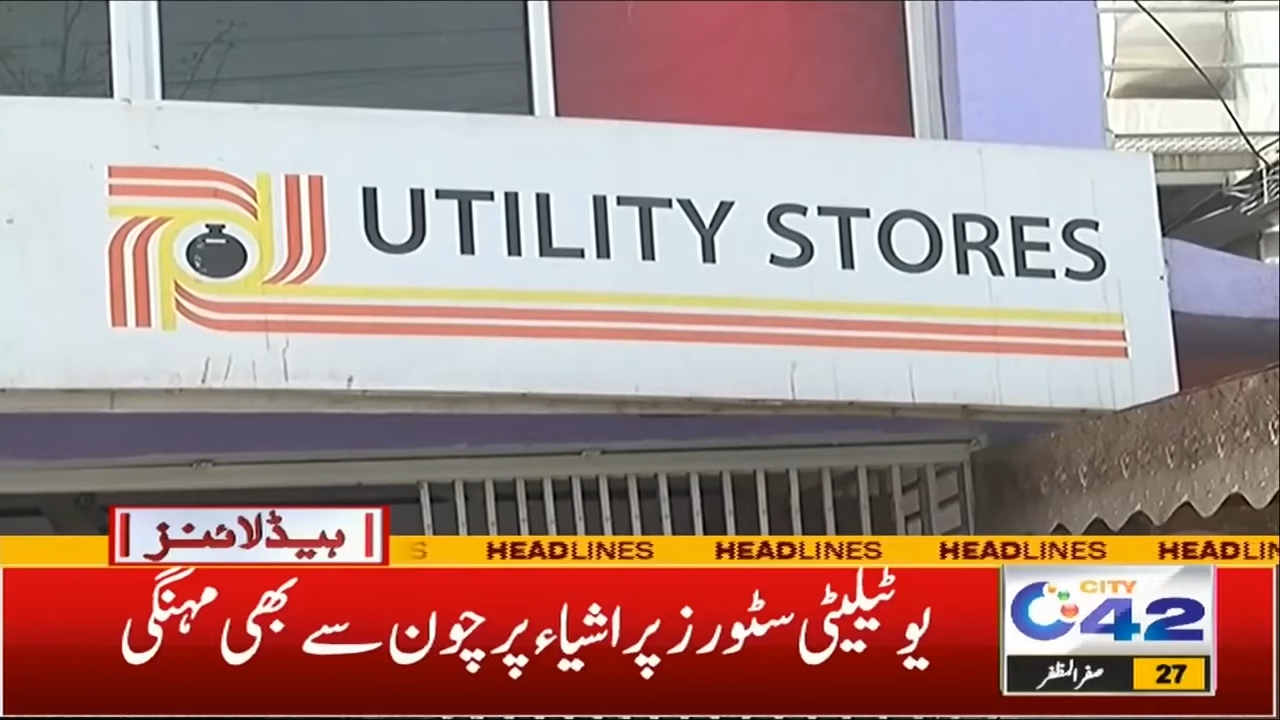 UTILITY STORES
ہیڈلائنز
HEADLINES HEADLINES HEADLINES HEADLIN
یوٹیلیٹی سٹورز پر اشیاء پرچون سے بھی مہنگی
CITY
42
صفر المظفر 27